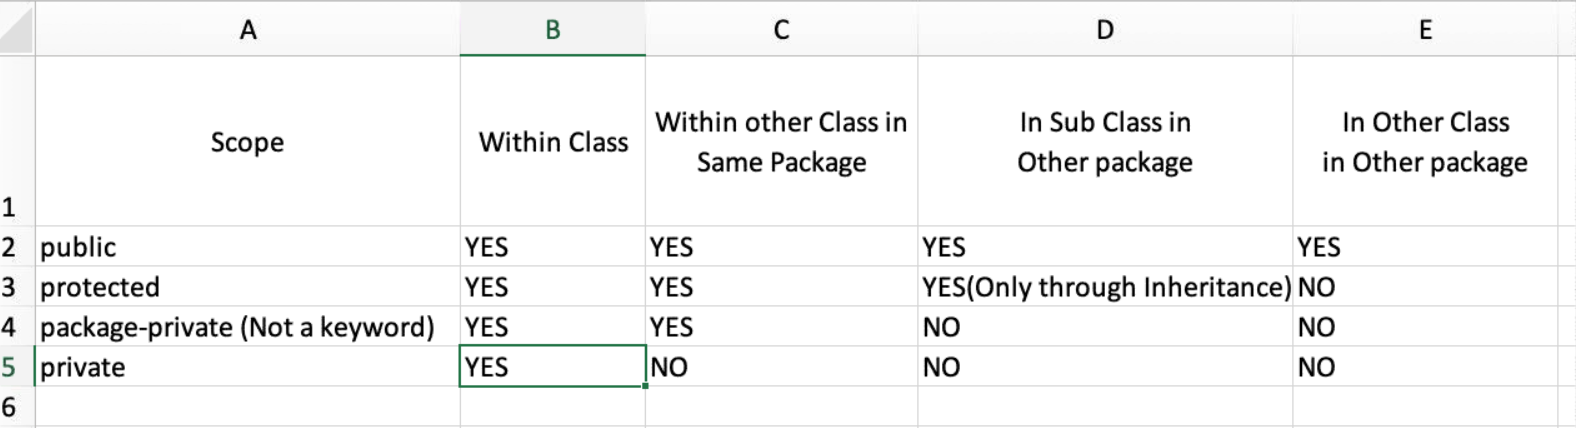 A B C D E
Scope Within Class Within other Class in Same Package In Sub Class in Other package In Other Class in Other package
1
2 public YES YES YES YES
3 protected YES YES YES(Only through Inheritance) NO
4 package-private (Not a keyword) YES YES NO NO
5 private YES NO NO NO
6